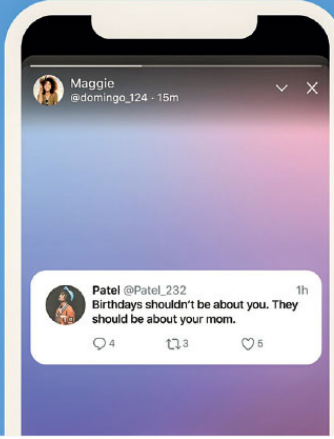 Maggie
@domingo_124 · 15m
Patel @Patel_232 1h
Birthdays shouldn't be about you. They
should be about your mom.
4 3 5